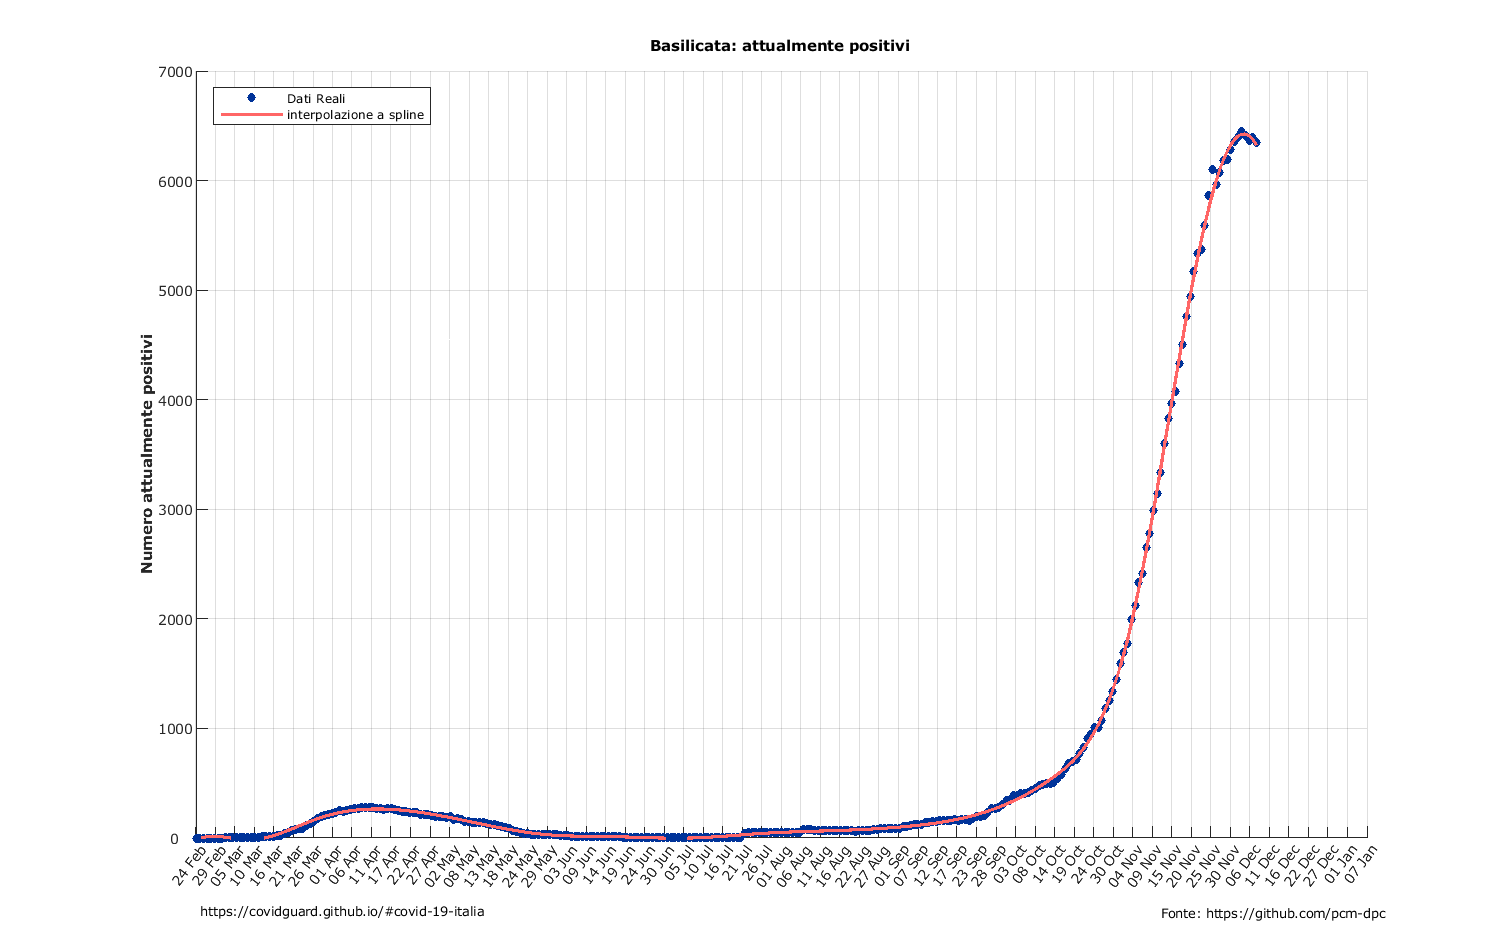 Basilicata: attualmente positivi
7000
6000
5000
4000
3000
2000
1000
0
Numero attualmente positivi
Dati Reali
interpolazione a spline
24 Feb
29 Feb
05 Mar
10 Mar
16 Mar
21 Mar
26 Mar
01 Apr
06 Apr
11 Apr
17 Apr
22 Apr
27 Apr
02 May
08 May
13 May
18 May
24 May
29 May
03 Jun
09 Jun
14 Jun
19 Jun
24 Jun
30 Jun
05 Jul
10 Jul
16 Jul
21 Jul
26 Jul
01 Aug
06 Aug
11 Aug
16 Aug
22 Aug
27 Aug
01 Sep
07 Sep
12 Sep
17 Sep
23 Sep
28 Sep
03 Oct
08 Oct
14 Oct
19 Oct
24 Oct
30 Oct
04 Nov
09 Nov
15 Nov
20 Nov
25 Nov
30 Nov
06 Dec
11 Dec
16 Dec
22 Dec
27 Dec
01 Jan
07 Jan
https://covidguard.github.io/#covid-19-italia
Fonte: https://github.com/pcm-dpc